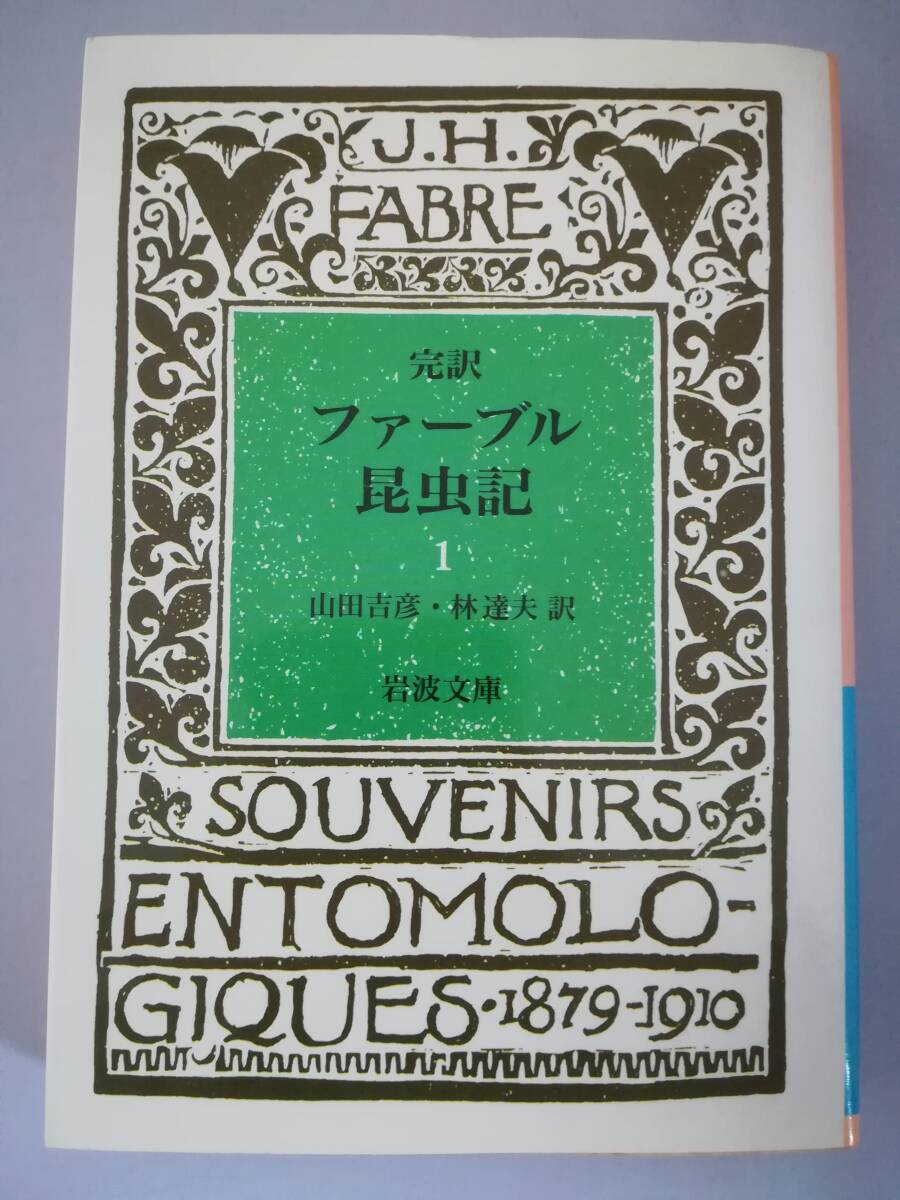 J.H.
FABRE
完訳
ファーブル
昆虫記
1
山田吉彦・林達夫 訳
岩波文庫
SOUVENIRS
ENTOMOLO-
GIQUES·1879-1910